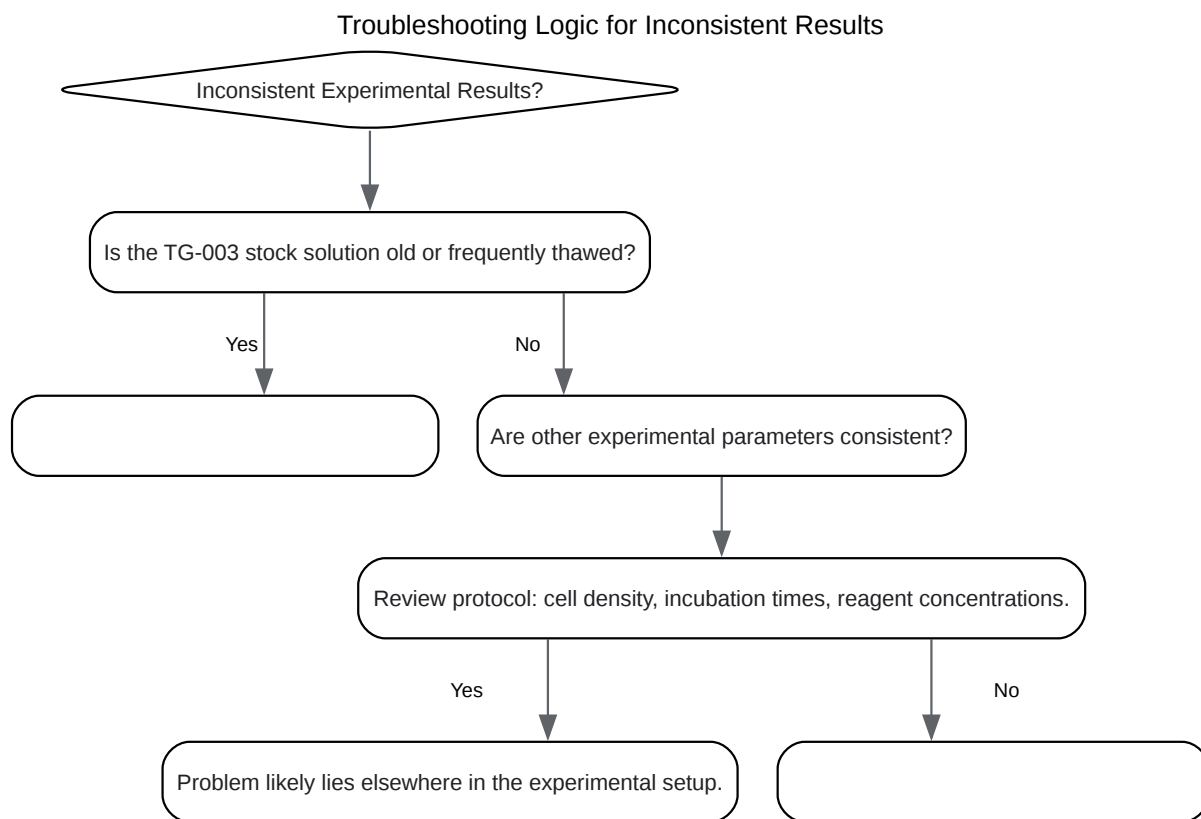 Troubleshooting Logic for Inconsistent Results
Inconsistent Experimental Results?
Is the TG-003 stock solution old or frequently thawed?
Yes
No
Are other experimental parameters consistent?
Review protocol: cell density, incubation times, reagent concentrations.
Yes
No
Problem likely lies elsewhere in the experimental setup.